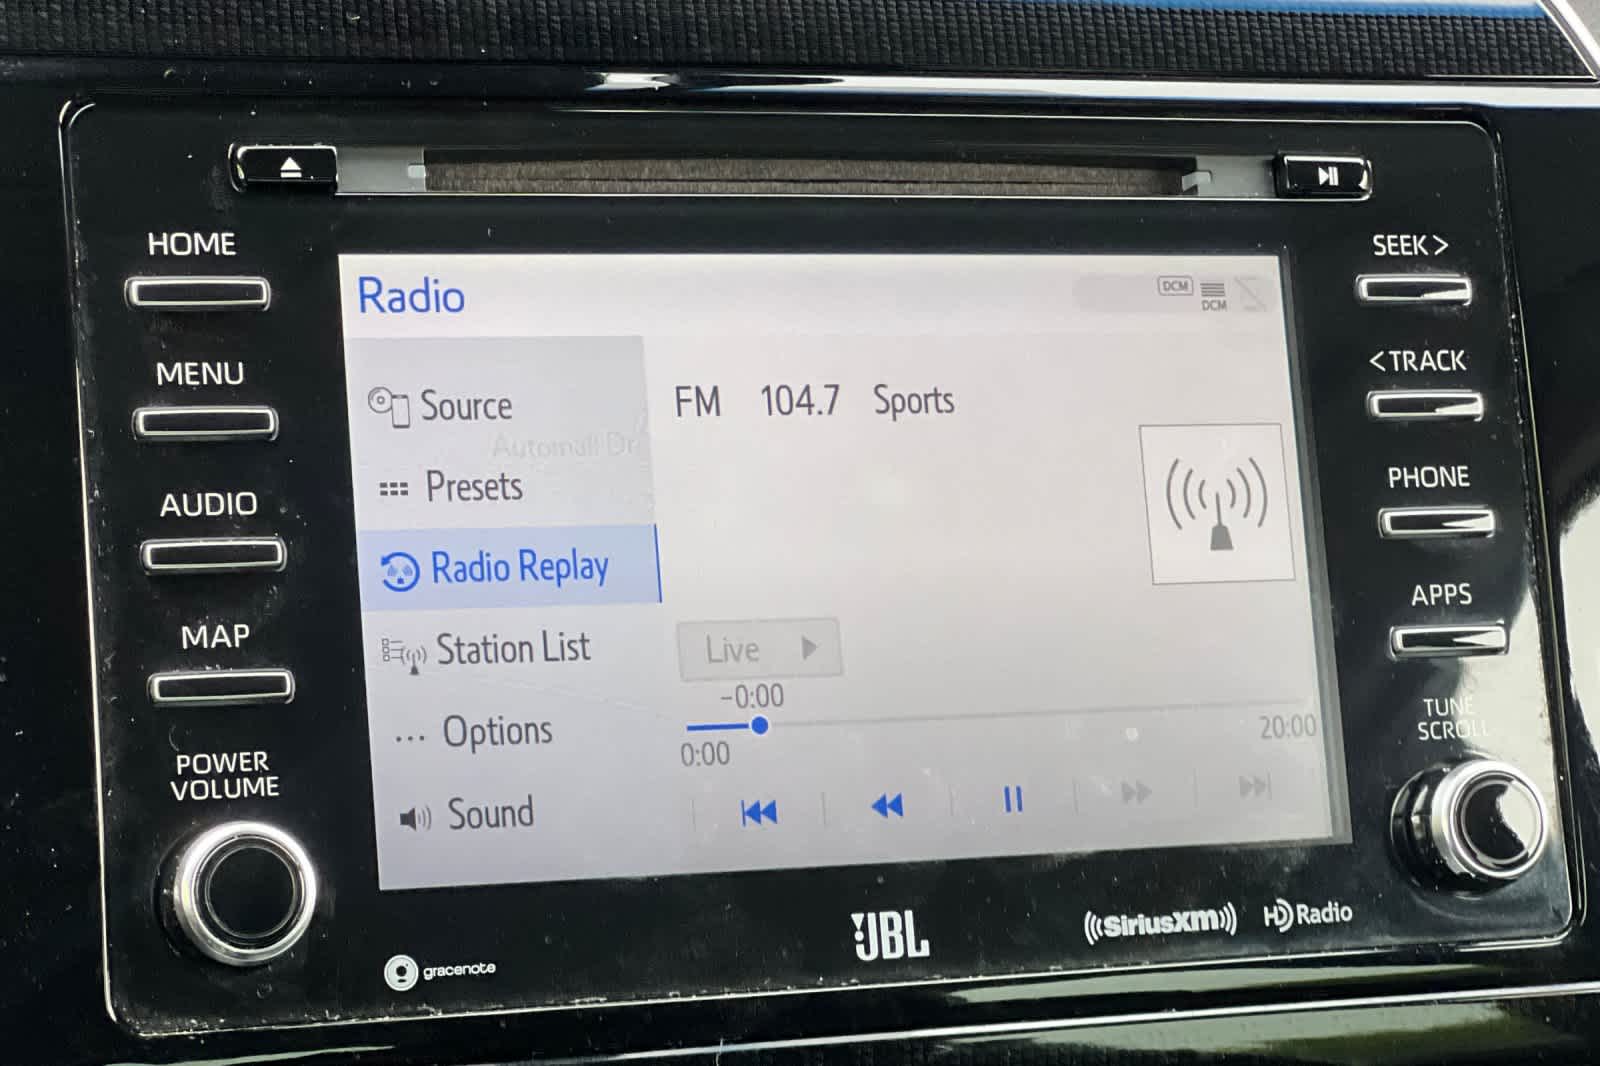 HOME
MENU
AUDIO
MAP
POWER
VOLUME
Radio
DCM
DCM
Source
Automall Dr
Presets
Radio Replay
Station List
Options
Sound
FM 104.7 Sports
Live
-0:00
0:00
20:00
SEEK >
< TRACK
PHONE
APPS
TUNE
SCROLL
gracenote
JBL
SiriusXM
HD Radio